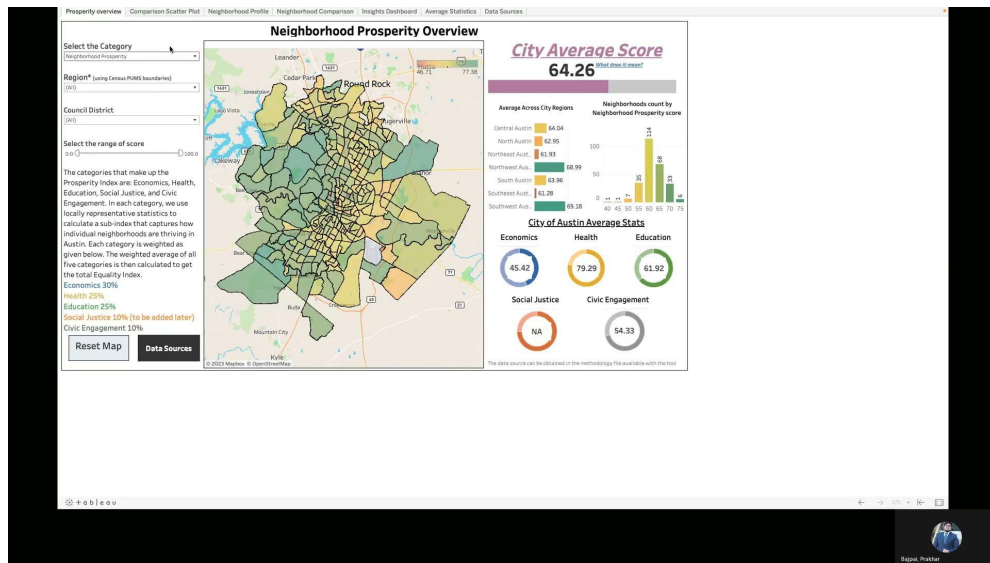 Prosperity overview
Comparison Scatter Plot
Neighborhood Profile
Neighborhood Comparison
Insights Dashboard
Average Statistics
Data Sources
Neighborhood Prosperity Overview
Select the Category
Neighborhood Prosperity
Region* (using Census PUMS boundaries)
(All)
Council District
(All)
Select the range of score
0.0 100.0
The categories that make up the
Prosperity Index are: Economics, Health,
Education, Social Justice, and Civic
Engagement. In each category, we use
locally representative statistics to
calculate a sub-index that captures how
individual neighborhoods are thriving in
Austin. Each category is weighted as
given below. The weighted average of all
five categories is then calculated to get
the total Equality Index.
Economics 30%
Health 25%
Education 25%
Social Justice 10% (to be added later)
Civic Engagement 10%
Reset Map
Data Sources
Leander
Cedar Park
1431
Round Rock
46.71 77.38
1431
Jonestown
Lago Vista
Lakeway
Buda
Mountain City
Kyle
45
71
21
© 2023 Mapbox © OpenStreetMap
City Average Score
64.26
What does it mean?
Average Across City Regions
Central Austin 64.04
North Austin 62.95
Northeast Aus.. 61.93
Northwest Aus.. 68.99
South Austin 63.96
Southeast Aust.. 61.28
Southwest Aus.. 69.18
Neighborhoods count by
Neighborhood Prosperity score
100
50
0
1 1 7 35 114 68 33 6
40 45 50 55 60 65 70 75
City of Austin Average Stats
Economics Health Education
45.42 79.29 61.92
Social Justice Civic Engagement
NA 54.33
The data source can be obtained in the methodology file available with the tool
+ a b l e a u
Bajpai, Prakhar